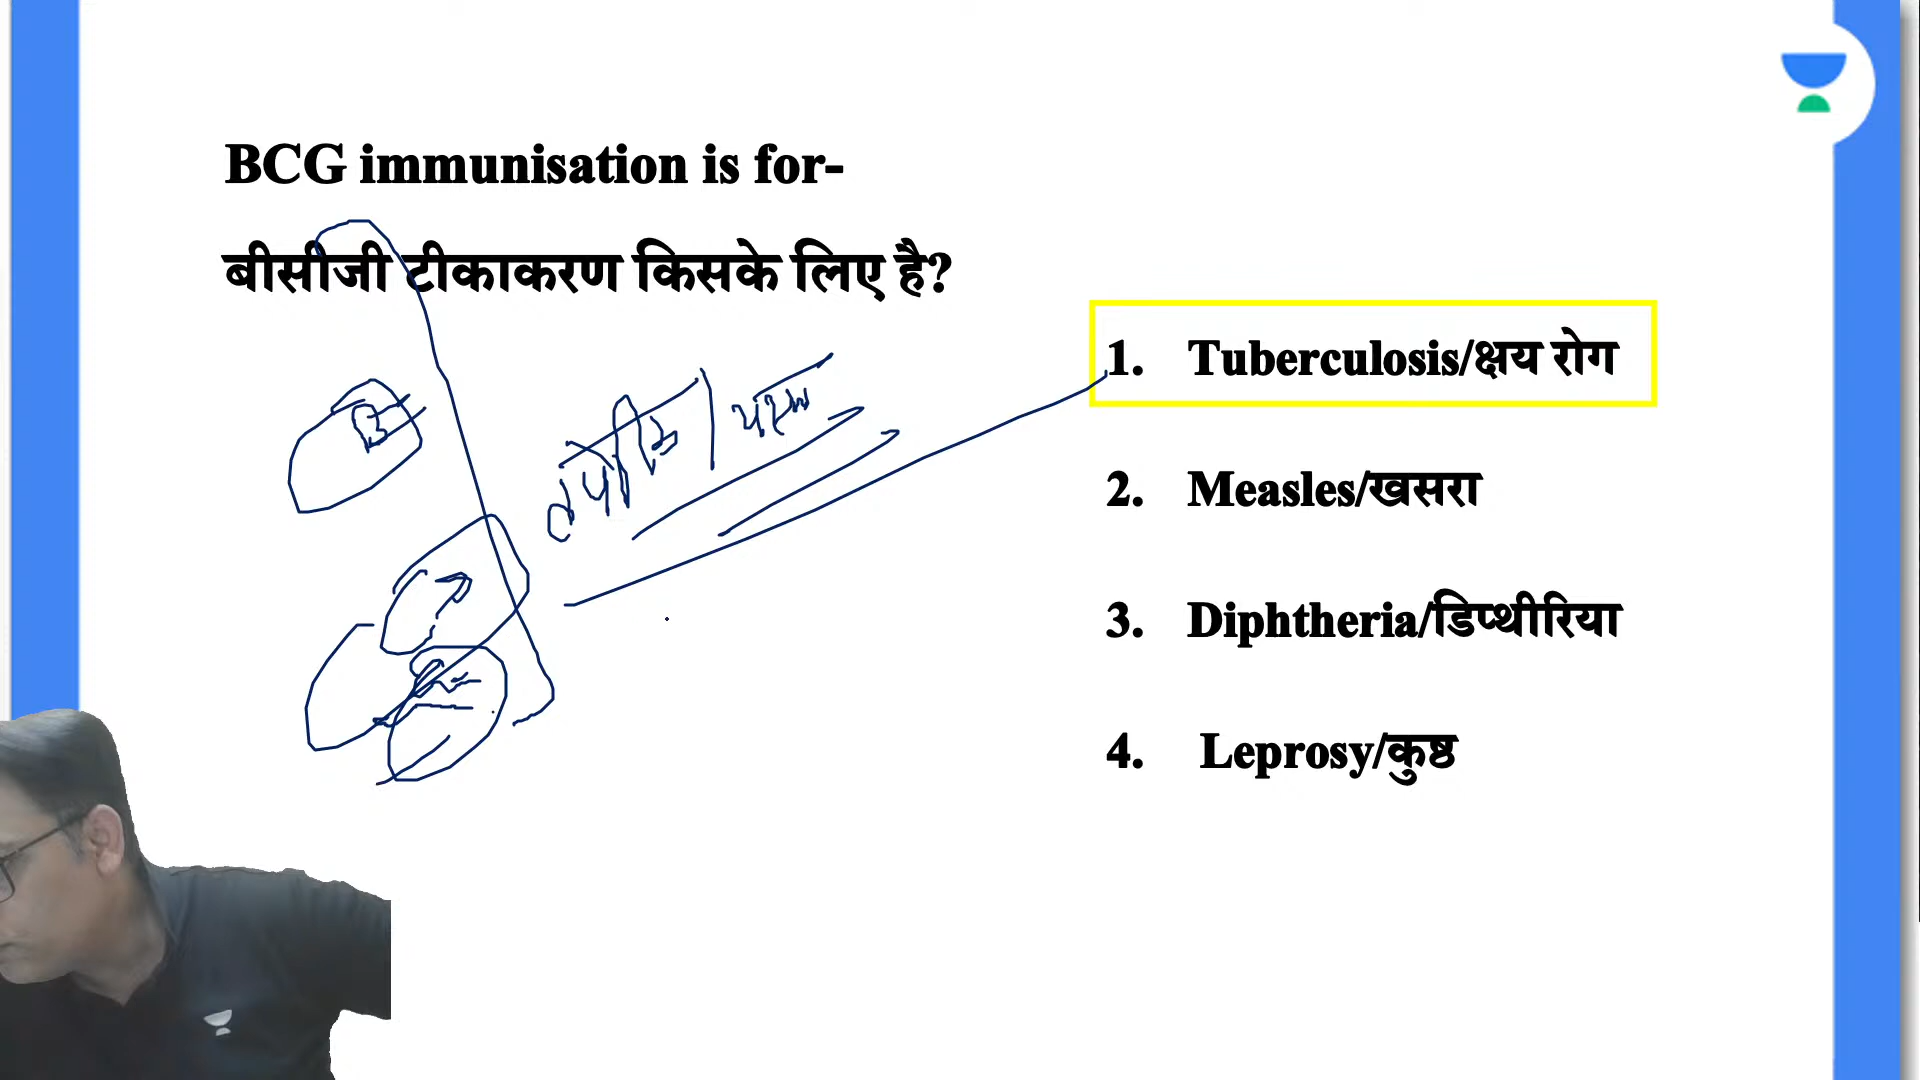 BCG immunisation is for-
बीसीजी टीकाकरण किसके लिए है?
1. Tuberculosis/क्षय रोग
2. Measles/खसरा
3. Diphtheria/डिप्थीरिया
4. Leprosy/कुष्ठ